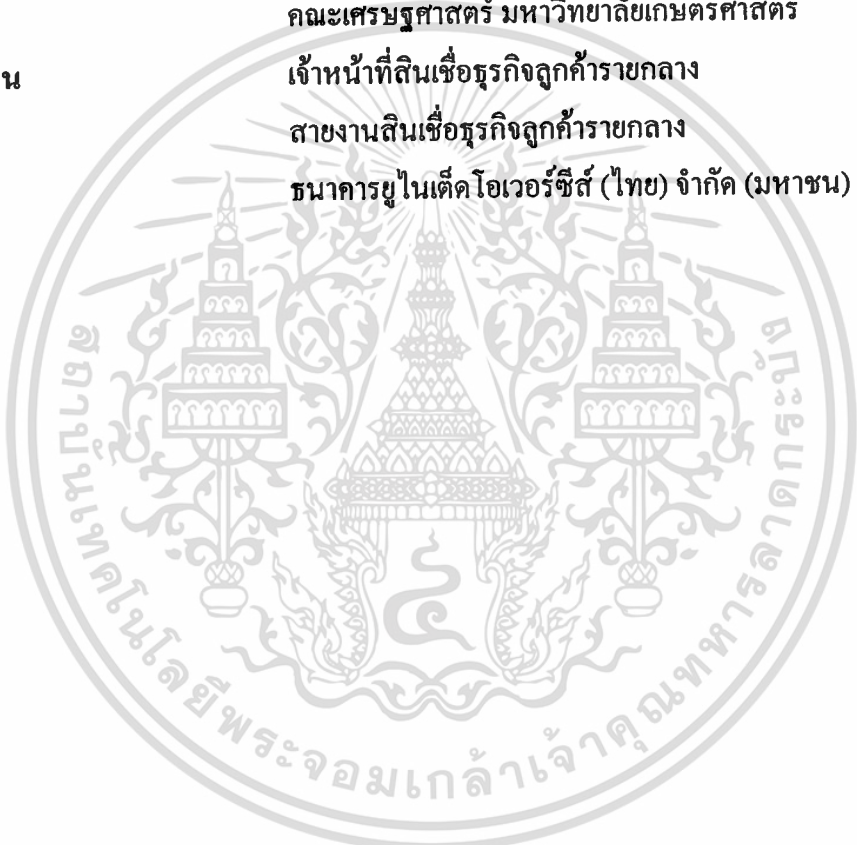 คณะเศรษฐศาสตร์ มหาวิทยาลัยเกษตรศาสตร์
น เจ้าหน้าที่สินเชื่อธุรกิจลูกค้ารายกลาง
สายงานสินเชื่อธุรกิจลูกค้ารายกลาง
ธนาคารยูไนเต็ดโอเวอร์ซีส์ (ไทย) จำกัด (มหาชน)
สถาบันเทคโนโลยีพระจอมเกล้าเจ้าคุณทหารลาดกระบัง